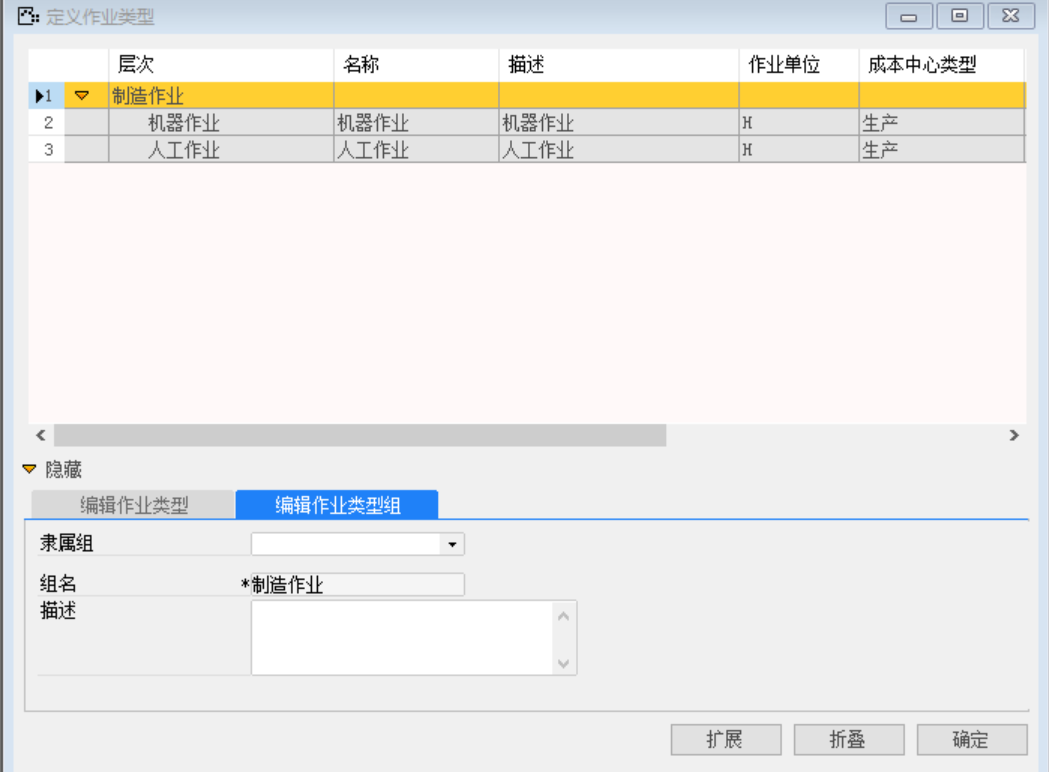 定义作业类型
层次 名称 描述 作业单位 成本中心类型
1 制造作业
2 机器作业 机器作业 机器作业 H 生产
3 人工作业 人工作业 人工作业 H 生产
隐藏
编辑作业类型 编辑作业类型组
隶属组
组名 *制造作业
描述
扩展 折叠 确定